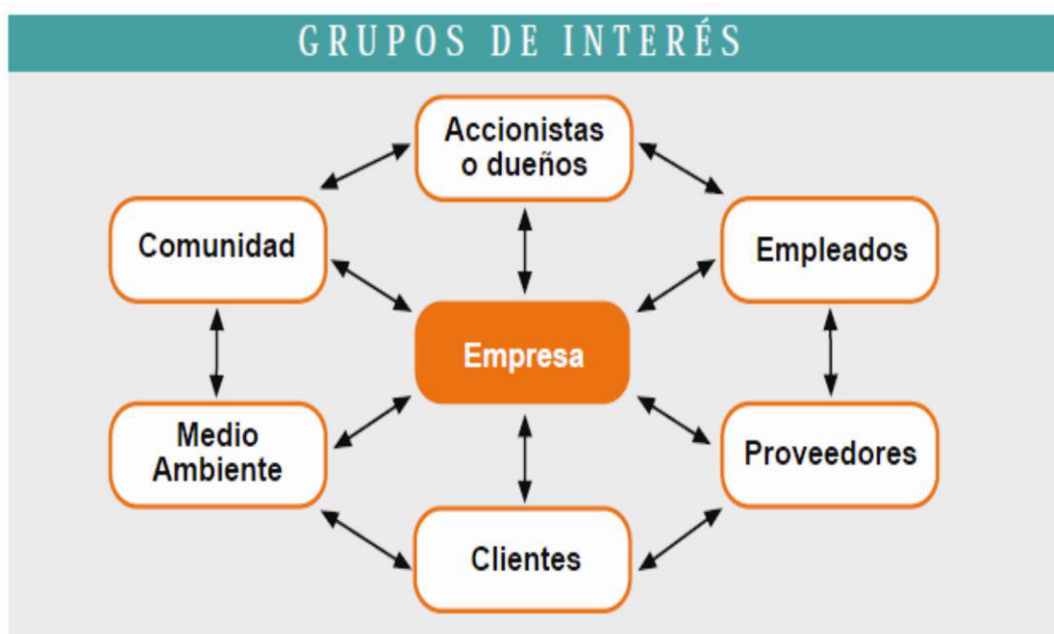 GRUPOS DE INTERÉS
Accionistas
o dueños
Comunidad
Empleados
Empresa
Medio
Ambiente
Proveedores
Clientes